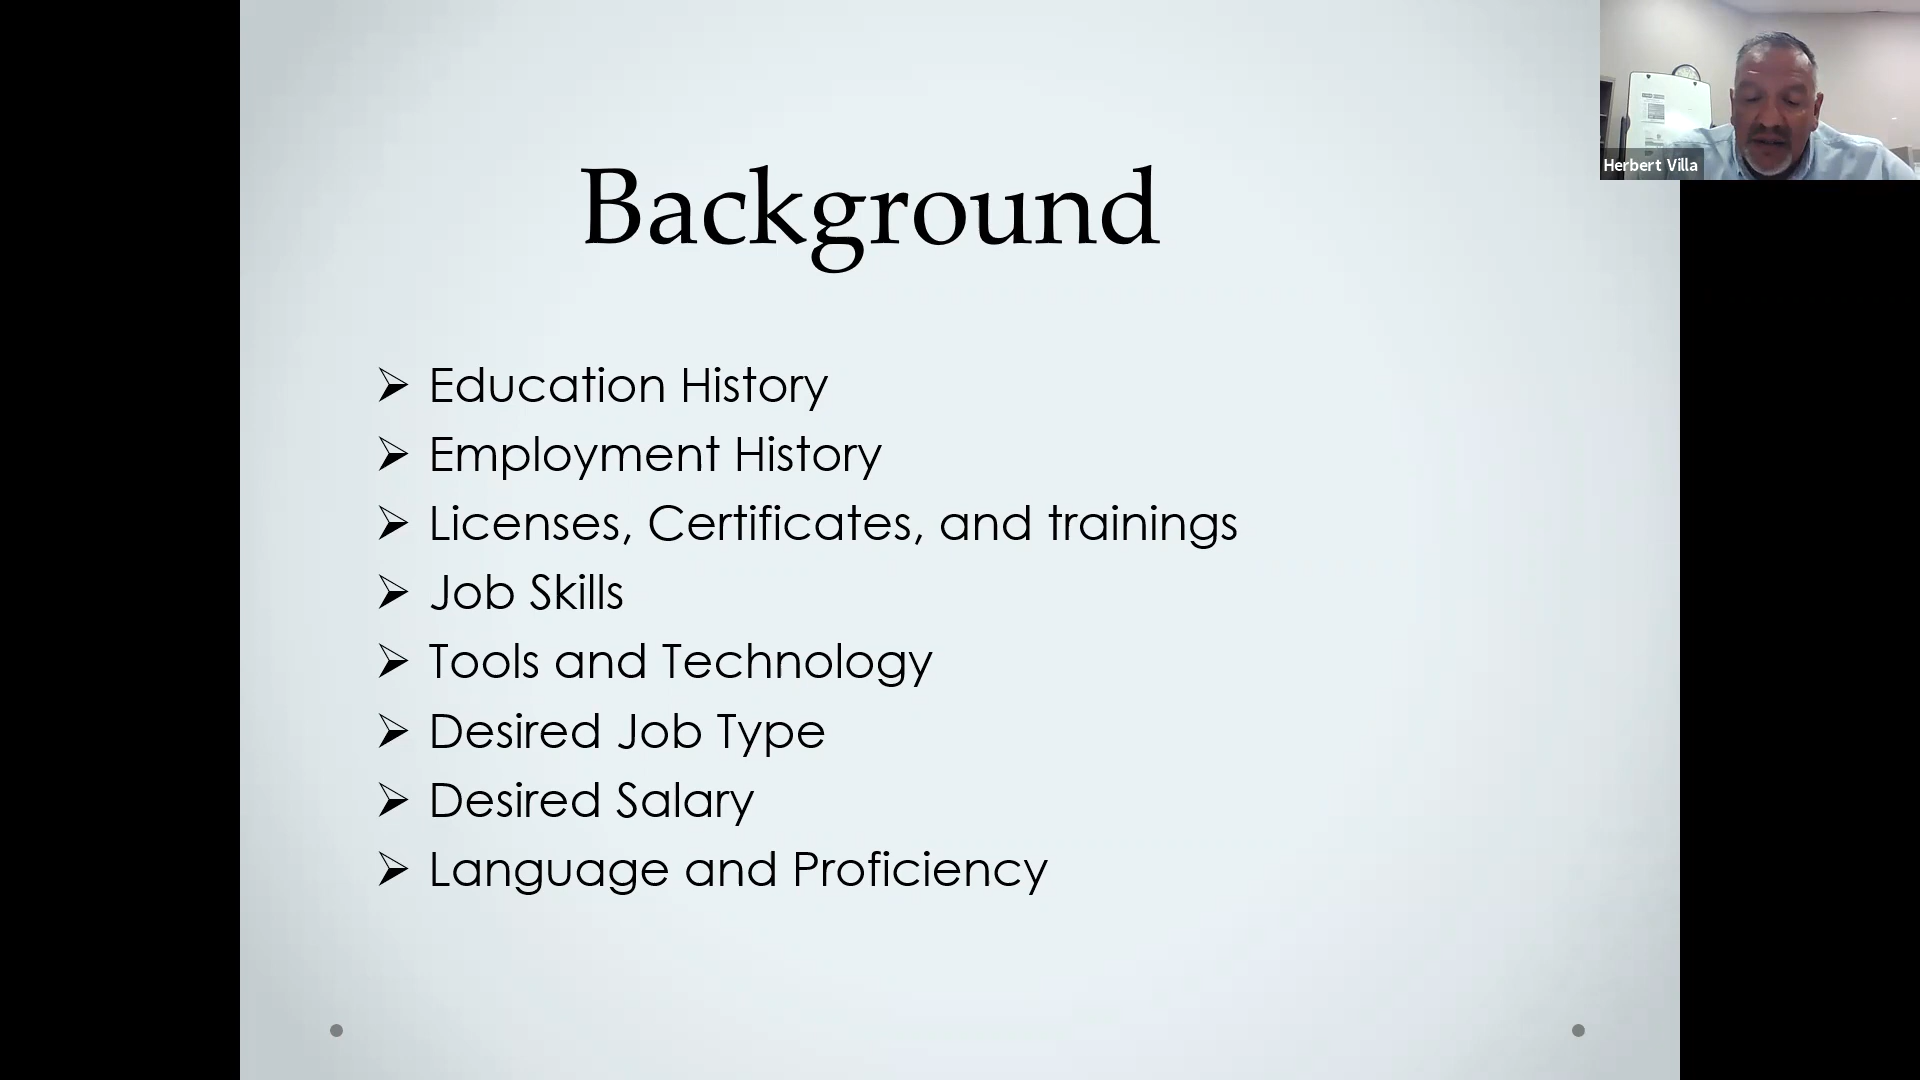 Background
Herbert Villa
Education History
Employment History
Licenses, Certificates, and trainings
Job Skills
Tools and Technology
Desired Job Type
Desired Salary
Language and Proficiency